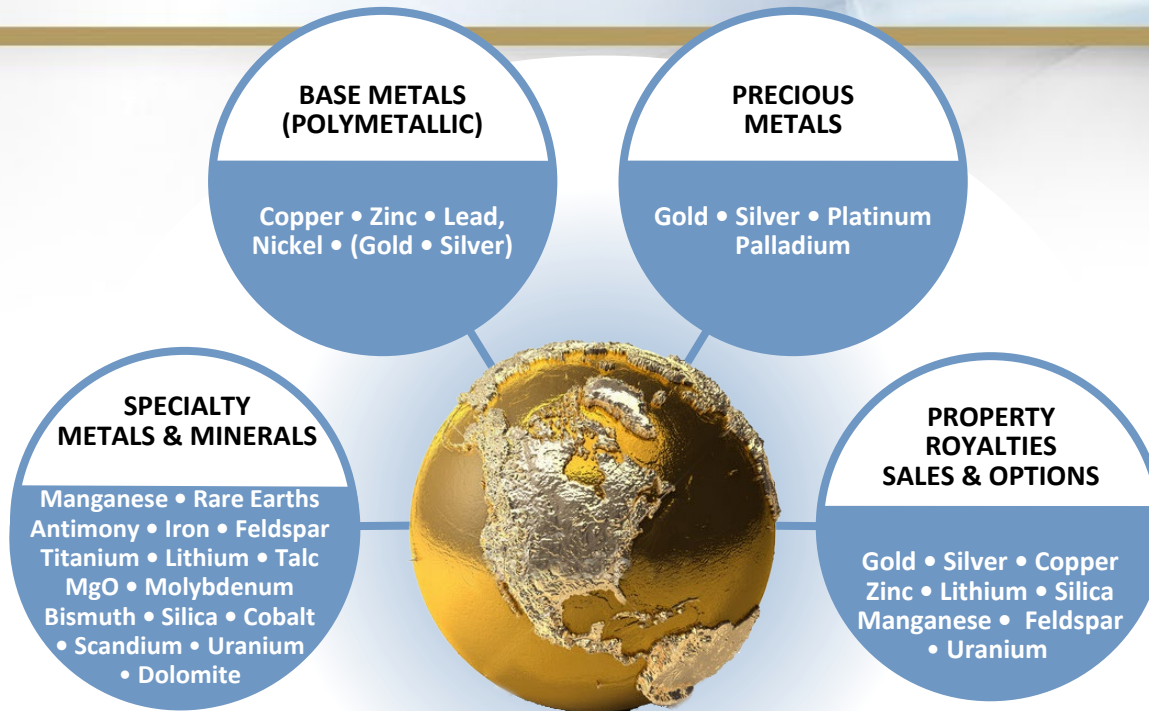 BASE METALS
(POLYMETALLIC)
Copper • Zinc • Lead,
Nickel • (Gold • Silver)
PRECIOUS
METALS
Gold • Silver • Platinum
Palladium
SPECIALTY
METALS & MINERALS
Manganese • Rare Earths
Antimony • Iron • Feldspar
Titanium • Lithium • Talc
MgO • Molybdenum
Bismuth • Silica • Cobalt
• Scandium • Uranium
• Dolomite
PROPERTY
ROYALTIES
SALES & OPTIONS
Gold • Silver • Copper
Zinc • Lithium • Silica
Manganese • Feldspar
• Uranium